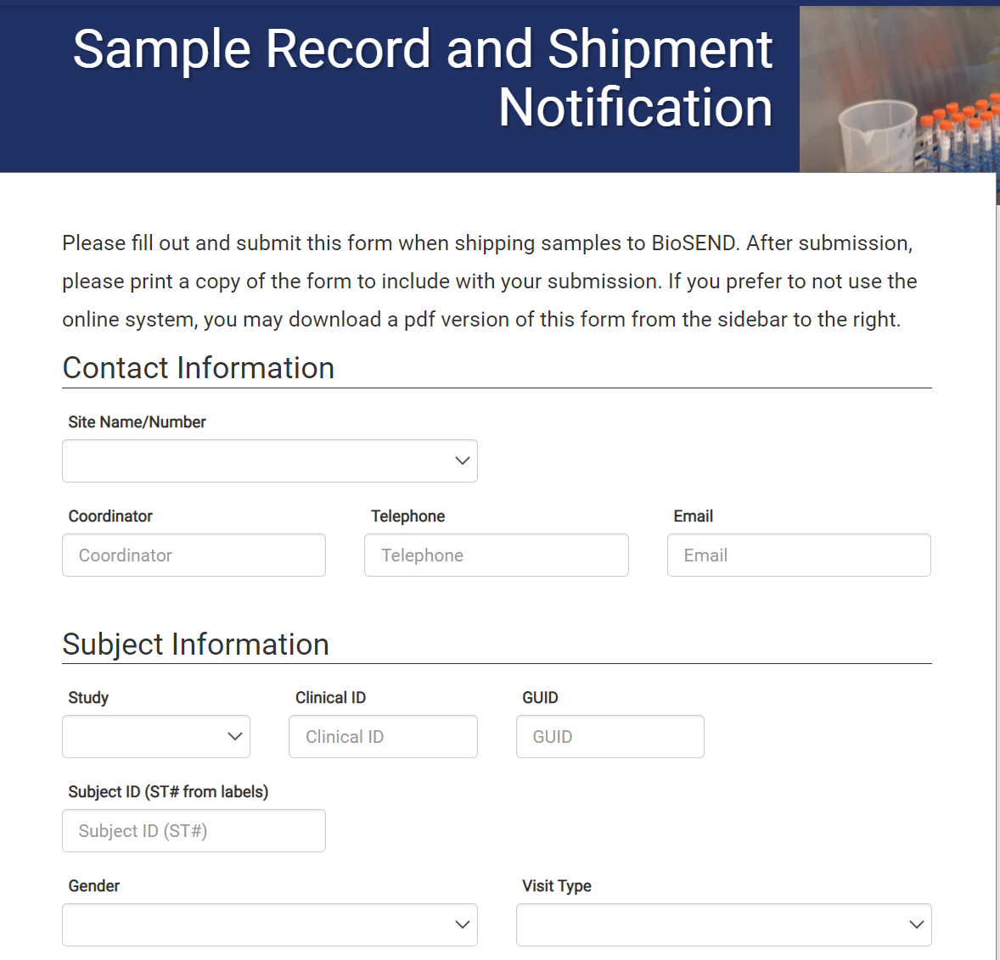 Sample Record and Shipment
Notification
Please fill out and submit this form when shipping samples to BioSEND. After submission,
please print a copy of the form to include with your submission. If you prefer to not use the
online system, you may download a pdf version of this form from the sidebar to the right.
Contact Information
Site Name/Number
Coordinator Telephone Email
Coordinator Telephone Email
Subject Information
Study Clinical ID GUID
Clinical ID GUID
Subject ID (ST# from labels)
Subject ID (ST#)
Gender Visit Type